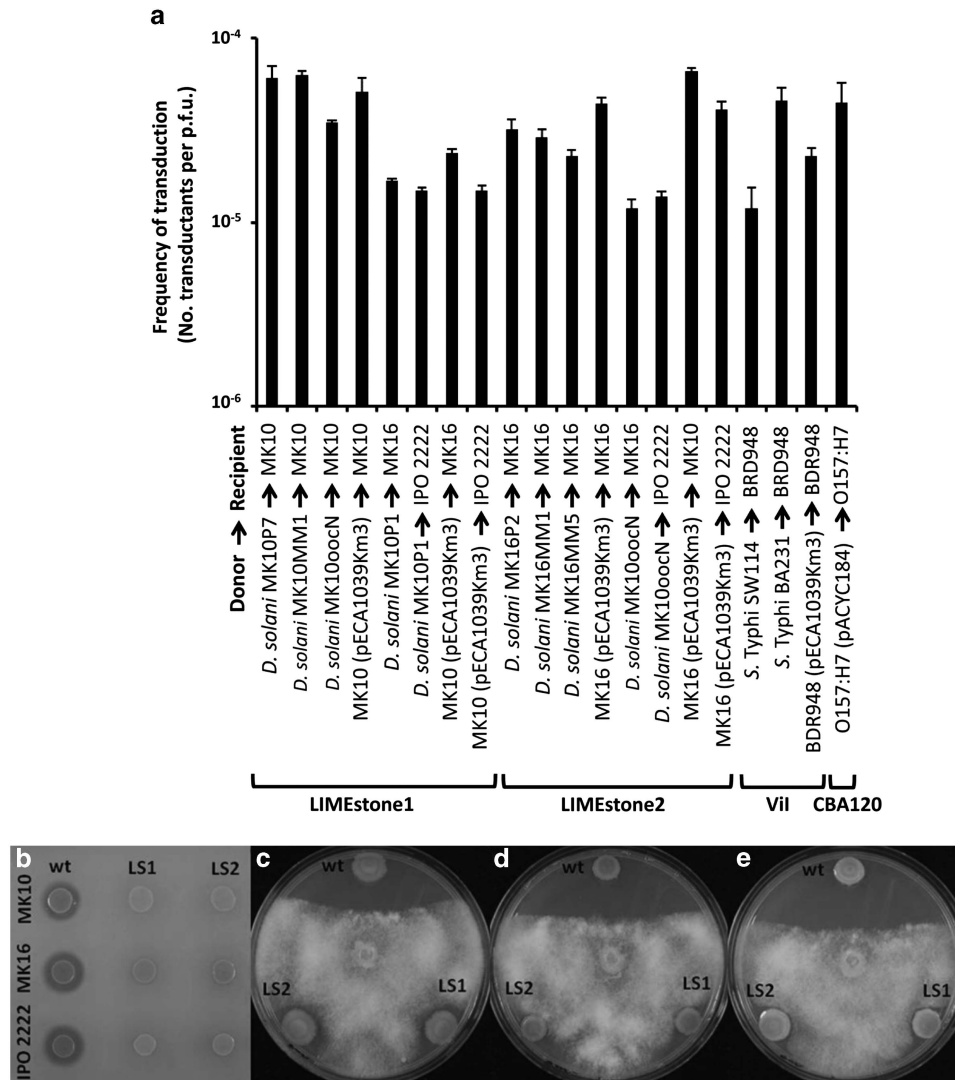 a
10-4
10-5
10-6
Frequency of transduction
(No. transductants per p.f.u.)
Donor → Recipient
D. solani MK10P7 → MK10
D. solani MK10MM1 → MK10
D. solani MK10oocN → MK10
MK10 (pECA1039Km3) → MK10
D. solani MK10P1 → MK16
D. solani MK10P1 → IPO 2222
MK10 (pECA1039Km3) → MK16
MK10 (pECA1039Km3) → IPO 2222
D. solani MK16P2 → MK16
D. solani MK16MM1 → MK16
D. solani MK16MM5 → MK16
MK16 (pECA1039Km3) → MK16
D. solani MK10oocN → MK16
D. solani MK10oocN → IPO 2222
MK16 (pECA1039Km3) → MK10
MK16 (pECA1039Km3) → IPO 2222
S. Typhi SW114 → BRD948
S. Typhi BA231 → BRD948
BDR948 (pECA1039Km3) → BDR948
O157:H7 (pACYC184) → O157:H7
LIMEstone1
LIMEstone2
ViI
CBA120
b
wt
LS1
LS2
MK10
MK16
IPO 2222
c
wt
LS2
LS1
d
wt
LS2
LS1
e
wt
LS2
LS1